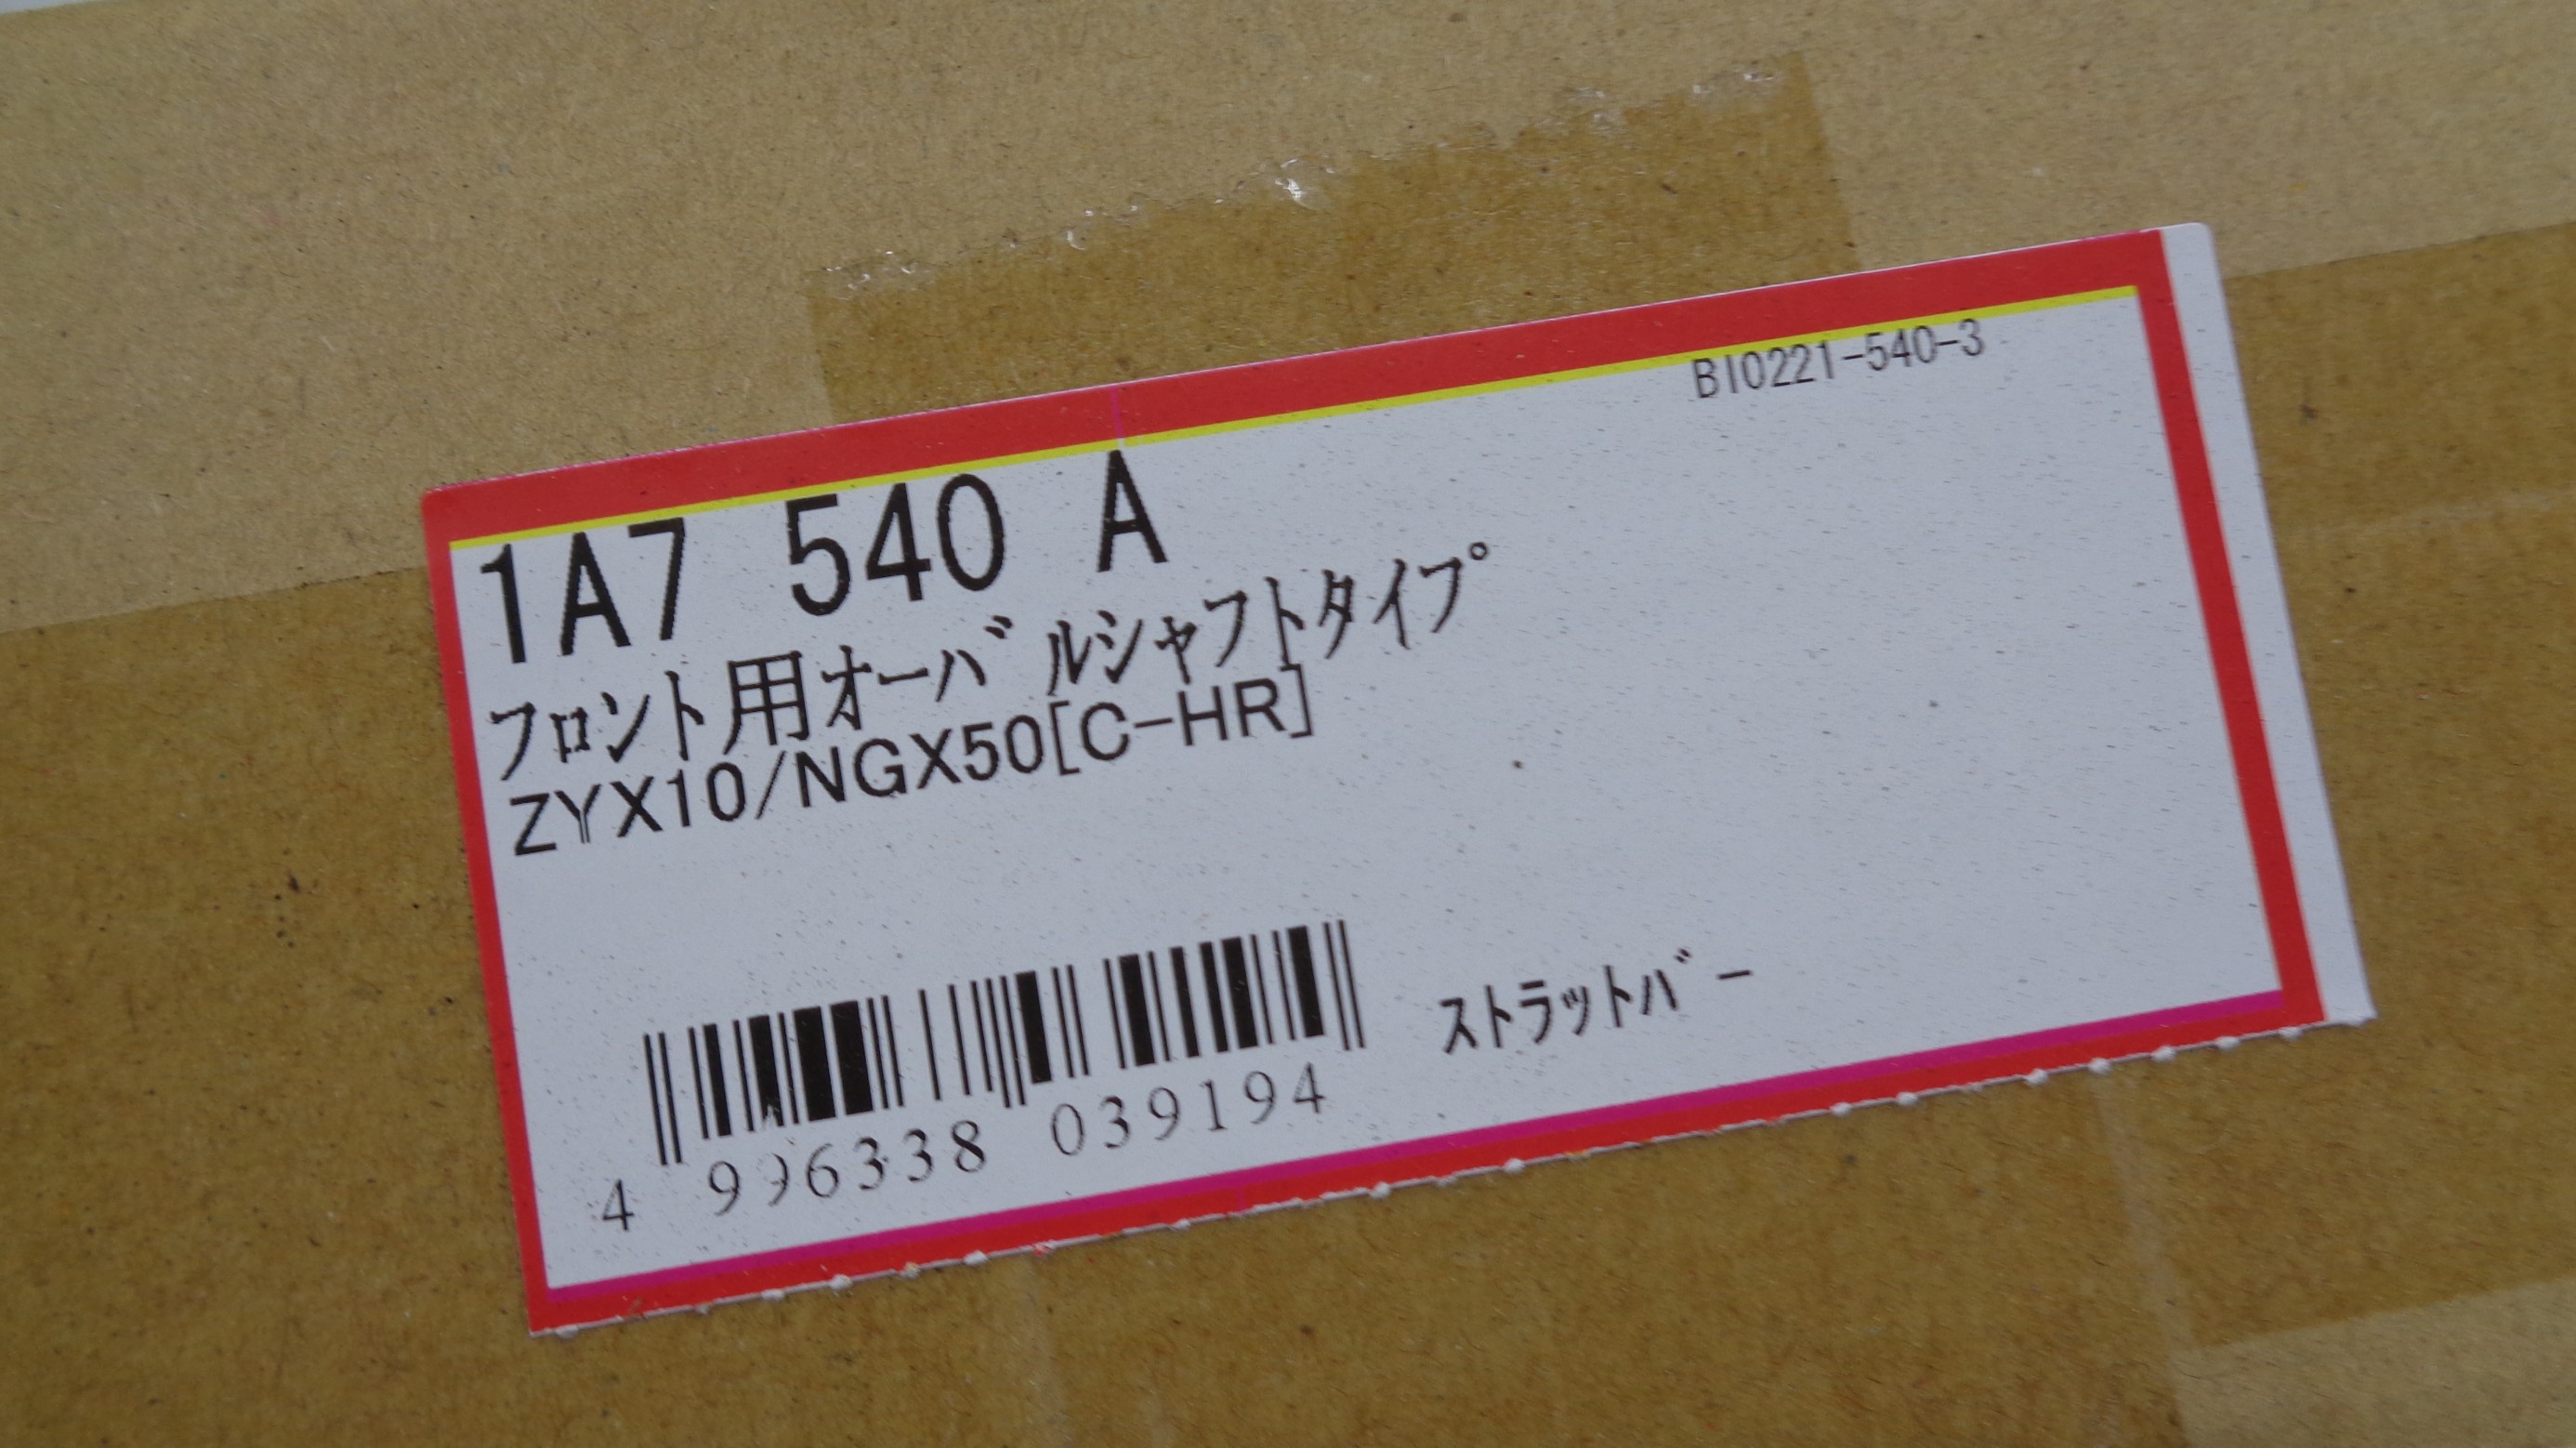 BI0221-540-3
1A7 540 A
ﾌﾛﾝﾄ用ｵｰﾊﾞﾙｼｬﾌﾄﾀｲﾌﾟ
ZYX10/NGX50[C-HR]
ｽﾄﾗｯﾄﾊﾞｰ
4 996338 039194